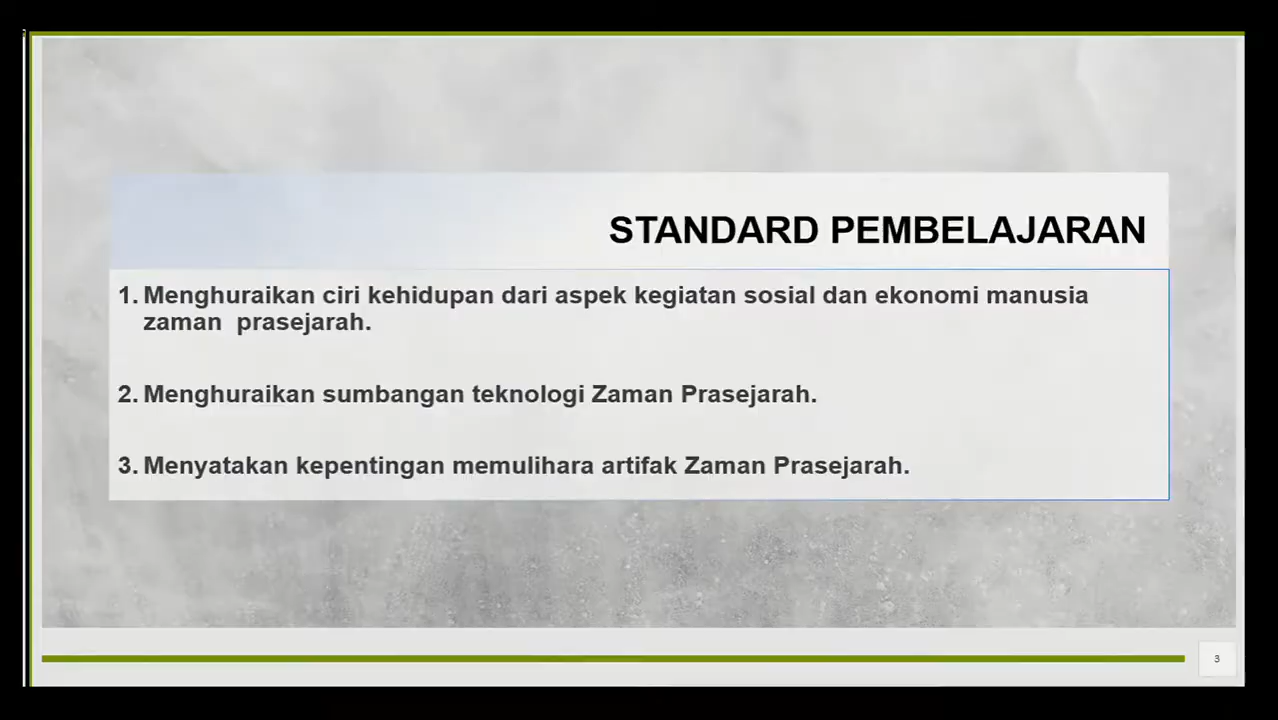 STANDARD PEMBELAJARAN
1. Menghuraikan ciri kehidupan dari aspek kegiatan sosial dan ekonomi manusia
zaman  prasejarah.
2. Menghuraikan sumbangan teknologi Zaman Prasejarah.
3. Menyatakan kepentingan memulihara artifak Zaman Prasejarah.
3